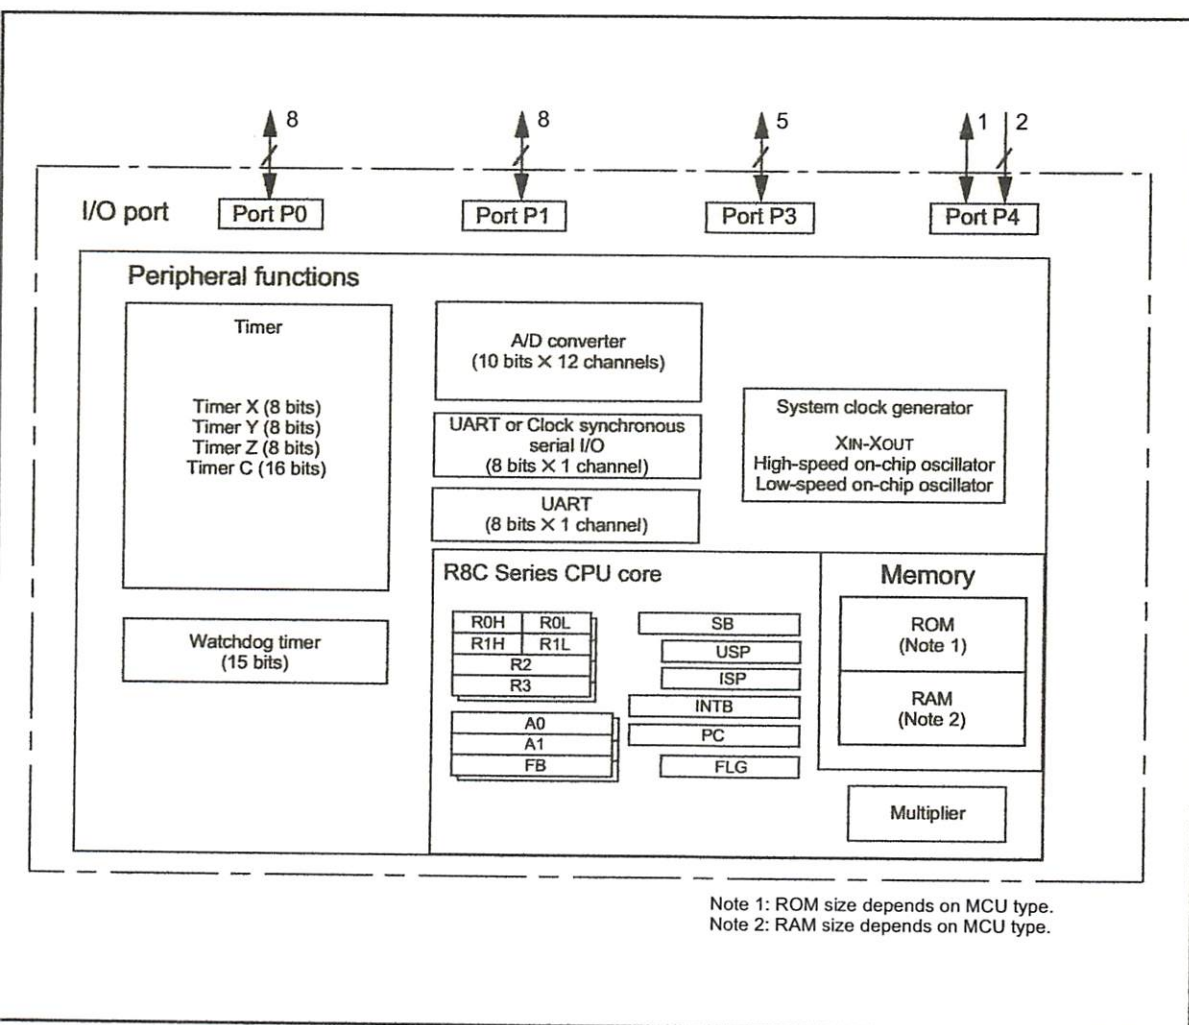 8
8
5
1 2
I/O port
Port P0
Port P1
Port P3
Port P4
Peripheral functions
Timer
Timer X (8 bits)
Timer Y (8 bits)
Timer Z (8 bits)
Timer C (16 bits)
Watchdog timer
(15 bits)
A/D converter
(10 bits X 12 channels)
UART or Clock synchronous
serial I/O
(8 bits X 1 channel)
UART
(8 bits X 1 channel)
System clock generator
XIN-XOUT
High-speed on-chip oscillator
Low-speed on-chip oscillator
R8C Series CPU core
R0H R0L
R1H R1L
R2
R3
A0
A1
FB
SB
USP
ISP
INTB
PC
FLG
Memory
ROM
(Note 1)
RAM
(Note 2)
Multiplier
Note 1: ROM size depends on MCU type.
Note 2: RAM size depends on MCU type.